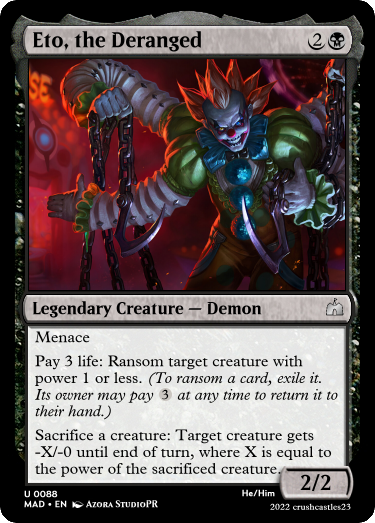 Eto, the Deranged 2
SE
Legendary Creature — Demon
Menace
Pay 3 life: Ransom target creature with
power 1 or less. (To ransom a card, exile it.
Its owner may pay 3 at any time to return it to
their hand.)
Sacrifice a creature: Target creature gets
-X/-0 until end of turn, where X is equal to
the power of the sacrificed creature.
2/2
U 0088 He/Him
MAD • EN AZORA STUDIOPR 2022 crushcastles23